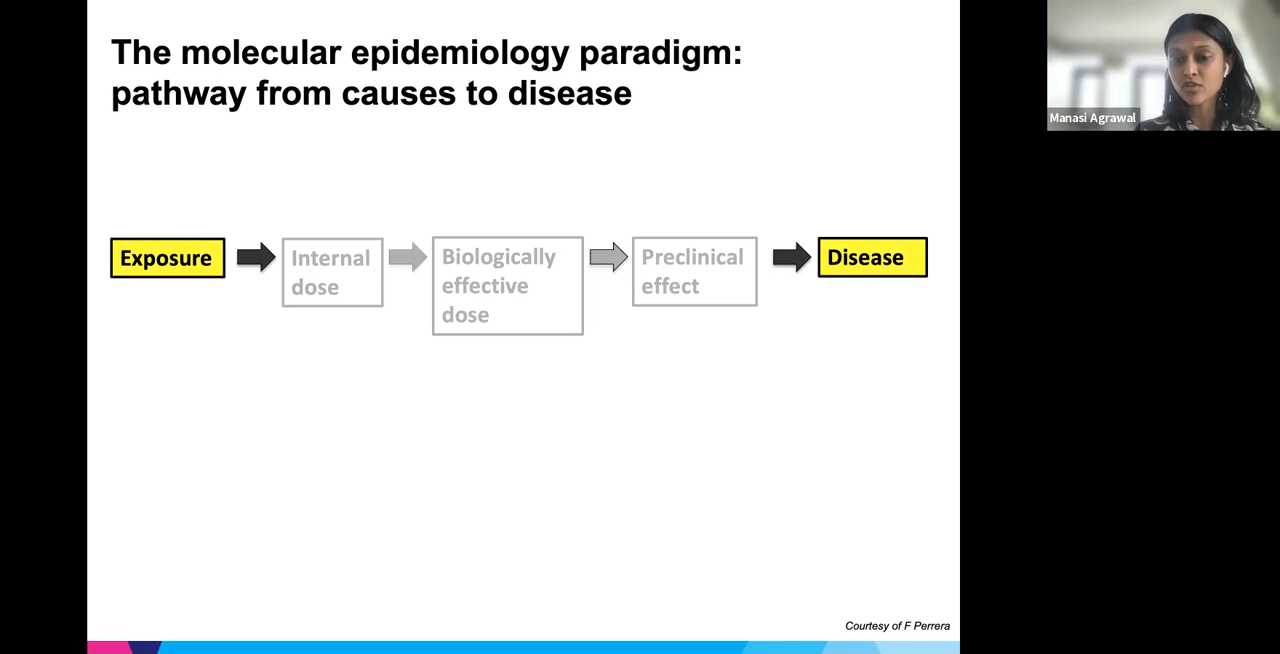 The molecular epidemiology paradigm:
pathway from causes to disease
Manasi Agrawal
Exposure
Internal
dose
Biologically
effective
dose
Preclinical
effect
Disease
Courtesy of F Perrera